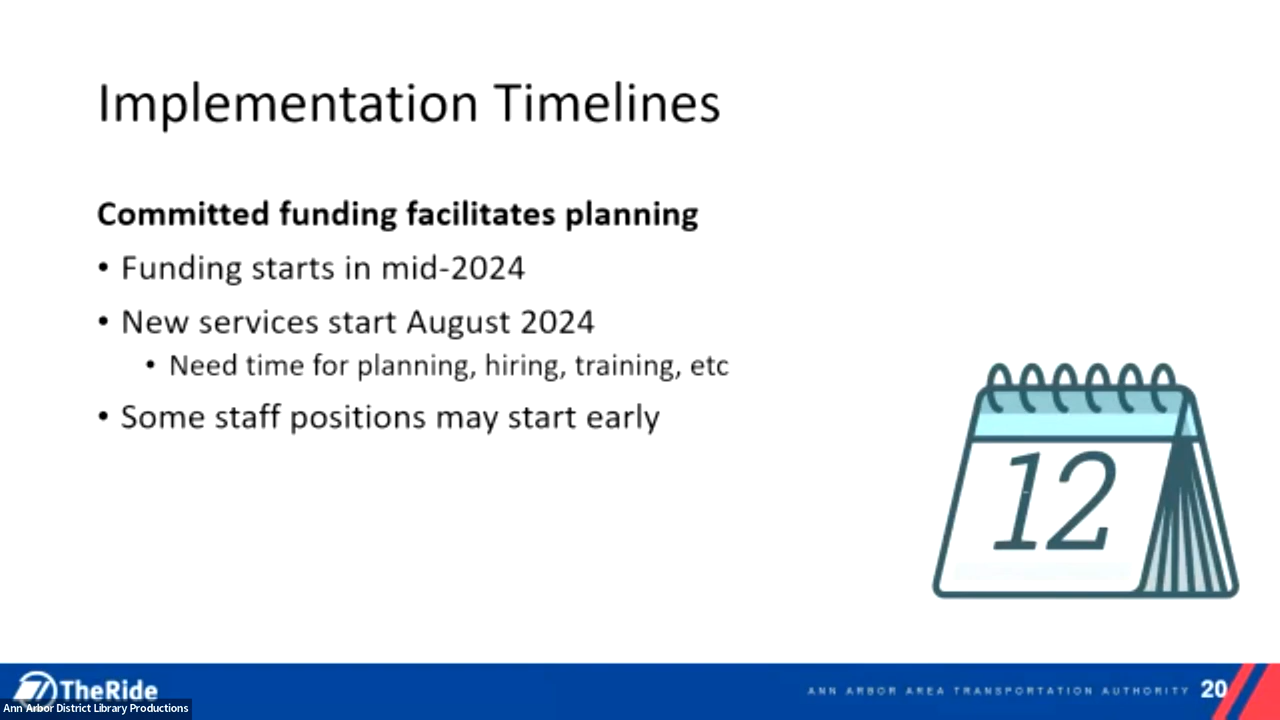 Implementation Timelines
Committed funding facilitates planning
• Funding starts in mid-2024
• New services start August 2024
• Need time for planning, hiring, training, etc
• Some staff positions may start early
12
TheRide
ANN ARBOR AREA TRANSPORTATION AUTHORITY 20
Ann Arbor District Library Productions